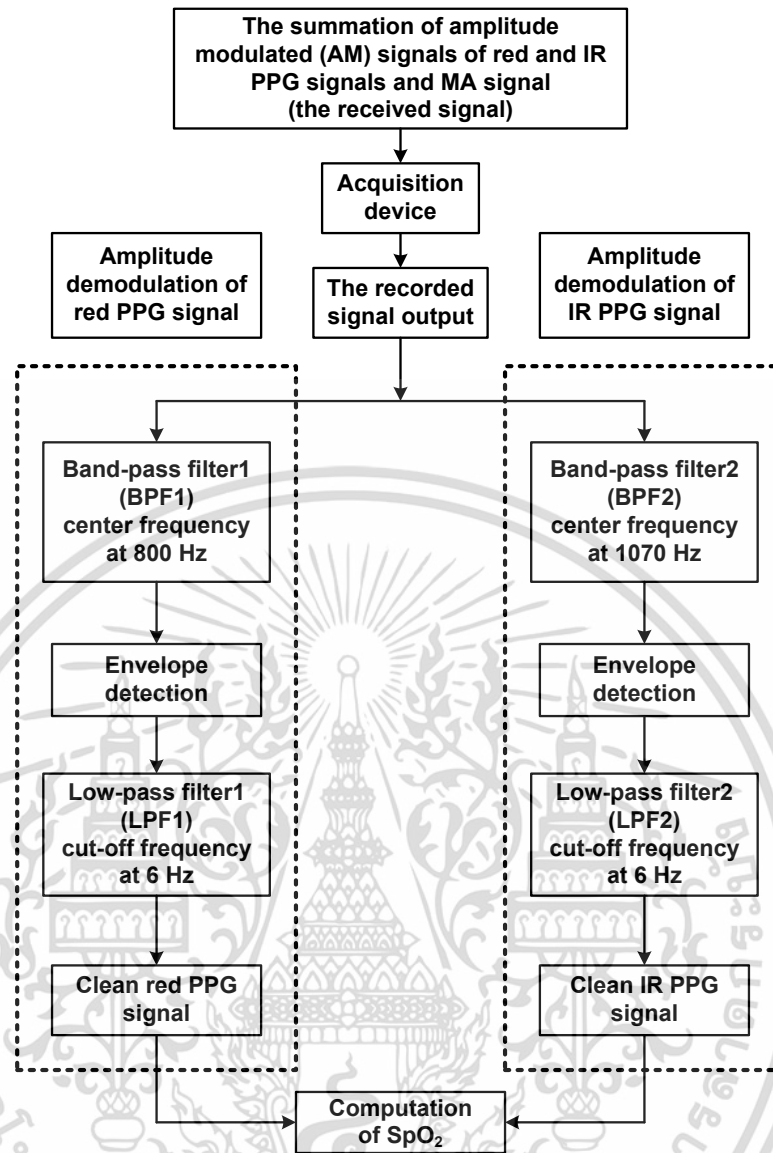 The summation of amplitude
modulated (AM) signals of red and IR
PPG signals and MA signal
(the received signal)
Acquisition
device
Amplitude
demodulation of
red PPG signal
The recorded
signal output
Amplitude
demodulation of
IR PPG signal
Band-pass filter1
(BPF1)
center frequency
at 800 Hz
Band-pass filter2
(BPF2)
center frequency
at 1070 Hz
Envelope
detection
Envelope
detection
Low-pass filter1
(LPF1)
cut-off frequency
at 6 Hz
Low-pass filter2
(LPF2)
cut-off frequency
at 6 Hz
Clean red PPG
signal
Clean IR PPG
signal
Computation
of SpO₂